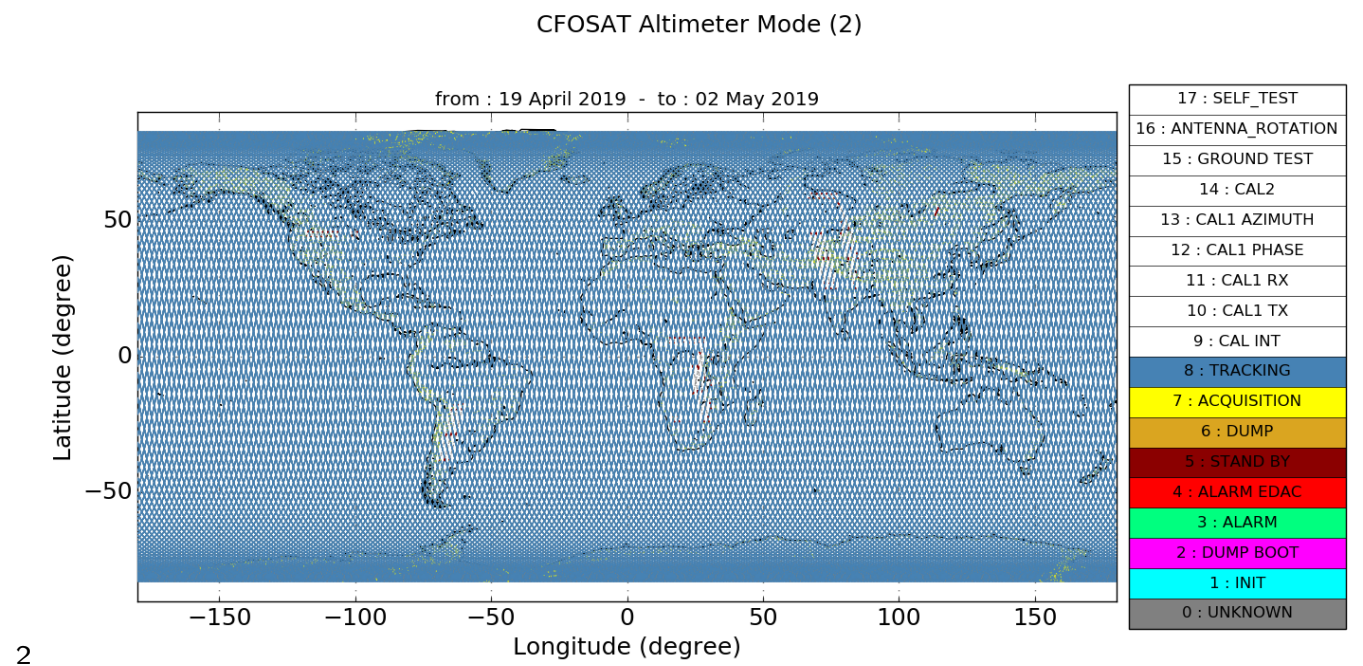 CFOSAT Altimeter Mode (2)
from : 19 April 2019 - to : 02 May 2019
17 : SELF_TEST
16 : ANTENNA_ROTATION
15 : GROUND TEST
14 : CAL2
13 : CAL1 AZIMUTH
12 : CAL1 PHASE
11 : CAL1 RX
10 : CAL1 TX
9 : CAL INT
8 : TRACKING
7 : ACQUISITION
6 : DUMP
5 : STAND BY
4 : ALARM EDAC
3 : ALARM
2 : DUMP BOOT
1 : INIT
0 : UNKNOWN
Latitude (degree)
50
0
−50
−150 −100 −50 0 50 100 150
Longitude (degree)
2